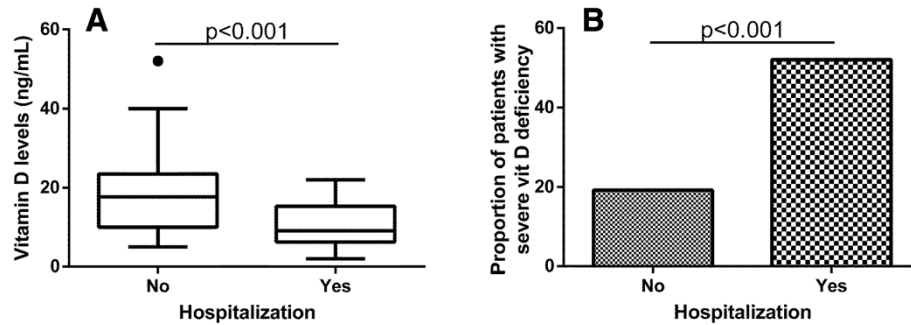 A
p<0.001
Vitamin D levels (ng/mL)
60
40
20
0
No
Yes
Hospitalization
B
p<0.001
Proportion of patients with
severe vit D deficiency
60
40
20
0
No
Yes
Hospitalization